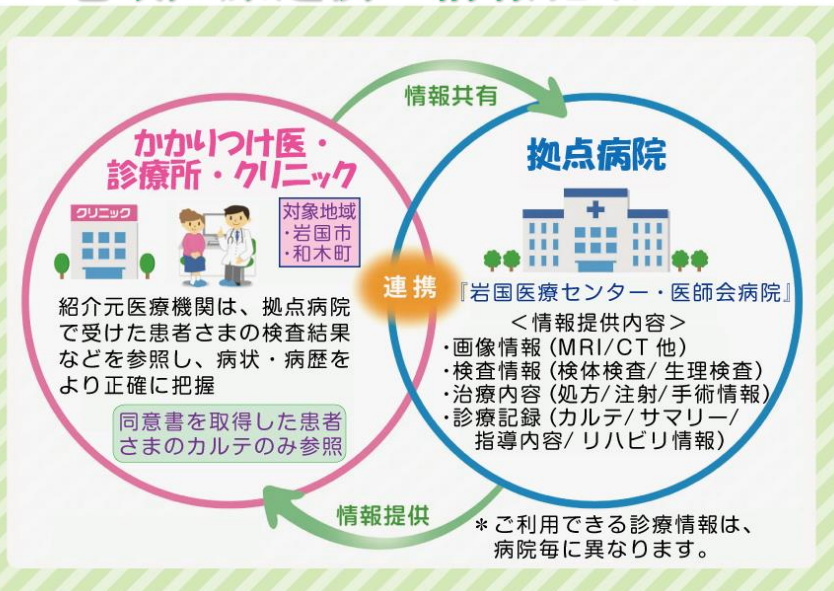 情報共有
かかりつけ医・
診療所・クリニック
クリニック
対象地域
・岩国市
・和木町
紹介元医療機関は、拠点病院
で受けた患者さまの検査結果
などを参照し、病状・病歴を
より正確に把握
同意書を取得した患者
さまのカルテのみ参照
連携
拠点病院
『岩国医療センター・医師会病院』
＜情報提供内容＞
・画像情報（MRI/CT 他）
・検査情報（検体検査/ 生理検査）
・治療内容（処方/ 注射/ 手術情報）
・診療記録（カルテ/ サマリー/
指導内容/ リハビリ情報）
情報提供
＊ご利用できる診療情報は、
病院毎に異なります。